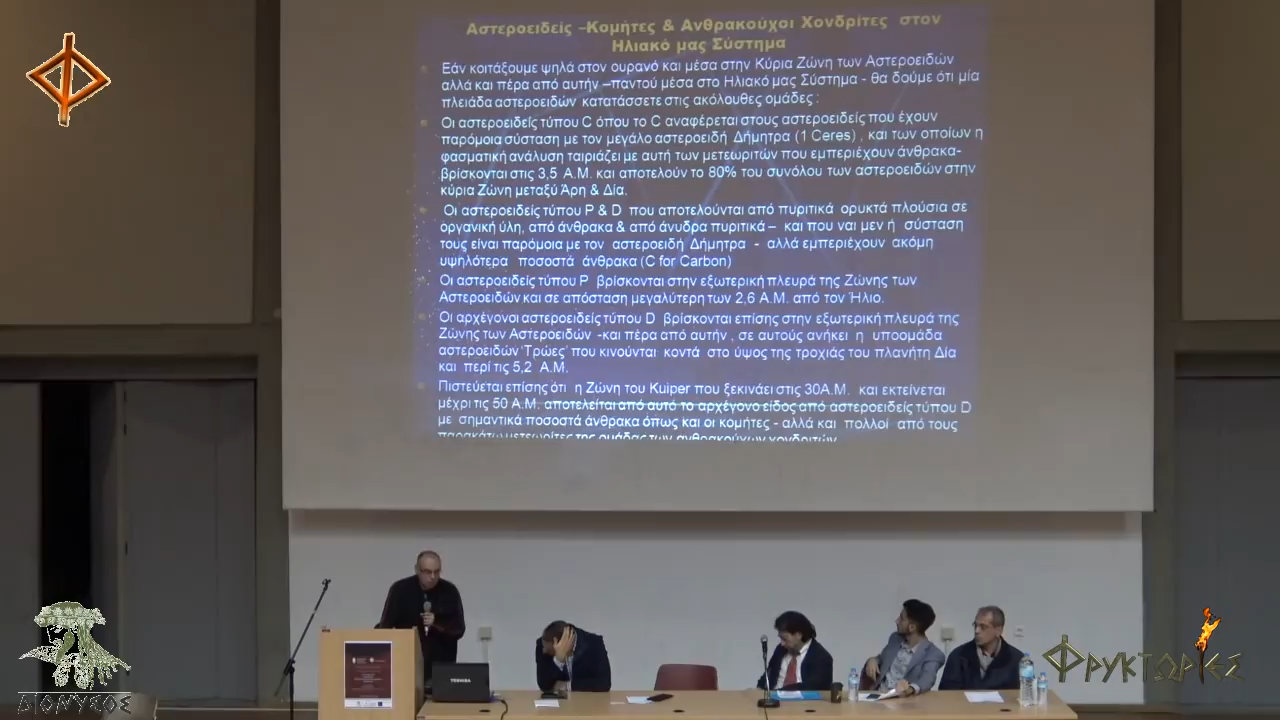 Αστεροειδείς –Κομήτες & Ανθρακούχοι Χονδρίτες στον
Ηλιακό μας Σύστημα
Εάν κοιτάξουμε ψηλά στον ουρανό και μέσα στην Κύρια Ζώνη των Αστεροειδών
αλλά και πέρα από αυτήν –παντού μέσα στο Ηλιακό μας Σύστημα - θα δούμε ότι μία
πλειάδα αστεροειδών κατατάσσετε στις ακόλουθες ομάδες :
Οι αστεροειδείς τύπου C όπου το C αναφέρεται στους αστεροειδείς που έχουν
παρόμοια σύσταση με τον μεγάλο αστεροειδή Δήμητρα (1 Ceres) , και των οποίων η
φασματική ανάλυση ταιριάζει με αυτή των μετεωριτών που εμπεριέχουν άνθρακα-
βρίσκονται στις 3,5 Α.Μ. και αποτελούν το 80% του συνόλου των αστεροειδών στην
κύρια Ζώνη μεταξύ Άρη & Δία.
Οι αστεροειδείς τύπου P & D που αποτελούνται από πυριτικά ορυκτά πλούσια σε
οργανική ύλη, από άνθρακα & από άνυδρα πυριτικά – και που ναι μεν ή σύσταση
τους είναι παρόμοια με τον αστεροειδή Δήμητρα - αλλά εμπεριέχουν ακόμη
υψηλότερα ποσοστά άνθρακα (C for Carbon)
Οι αστεροειδείς τύπου P βρίσκονται στην εξωτερική πλευρά της Ζώνης των
Αστεροειδών και σε απόσταση μεγαλύτερη των 2,6 Α.Μ. από τον Ήλιο.
Οι αρχέγονοι αστεροειδείς τύπου D βρίσκονται επίσης στην εξωτερική πλευρά της
Ζώνης των Αστεροειδών -και πέρα από αυτήν , σε αυτούς ανήκει η υποομάδα
αστεροειδών 'Τρώες' που κινούνται κοντά στο ύψος της τροχιάς του πλανήτη Δία
και περί τις 5,2 Α.Μ.
Πιστεύεται επίσης ότι η Ζώνη του Kuiper που ξεκινάει στις 30Α.Μ. και εκτείνεται
μέχρι τις 50 Α.Μ. αποτελείται από αυτό το αρχέγονο είδος από αστεροειδείς τύπου D
με σημαντικά ποσοστά άνθρακα όπως και οι κομήτες - αλλά και πολλοί από τους
παρακάτω μετεωρίτες της ομάδας των ανθρακούχων χονδριτών
TOSHIBA
ΔΙΟΝΥΣΟΣ
ΦΡΥΚΤΩΡΙΕΣ